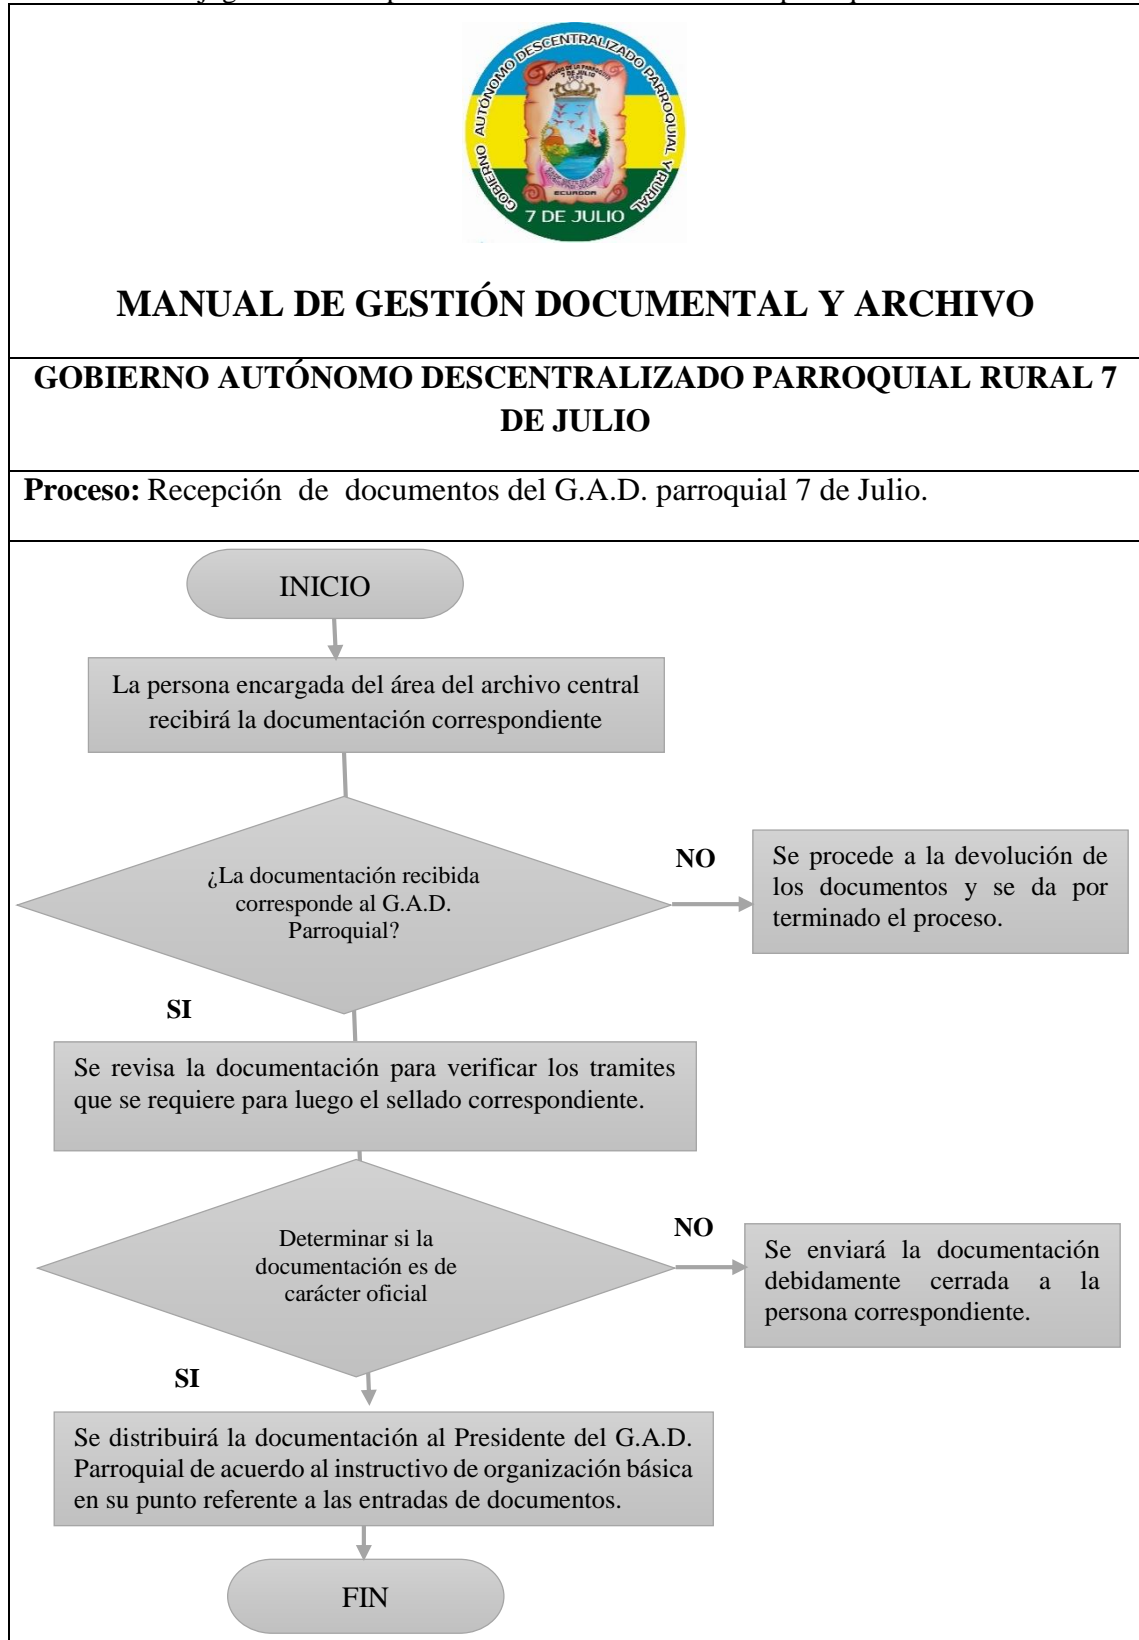 GOBIERNO AUTÓNOMO DESCENTRALIZADO PARROQUIAL Y RURAL
7 DE JULIO
ECUADOR
7 DE JULIO
MANUAL DE GESTIÓN DOCUMENTAL Y ARCHIVO
GOBIERNO AUTÓNOMO DESCENTRALIZADO PARROQUIAL RURAL 7
DE JULIO
Proceso: Recepción de documentos del G.A.D. parroquial 7 de Julio.
INICIO
La persona encargada del área del archivo central
recibirá la documentación correspondiente
¿La documentación recibida
corresponde al G.A.D.
Parroquial?
NO
Se procede a la devolución de
los documentos y se da por
terminado el proceso.
SI
Se revisa la documentación para verificar los tramites
que se requiere para luego el sellado correspondiente.
Determinar si la
documentación es de
carácter oficial
NO
Se enviará la documentación
debidamente cerrada a la
persona correspondiente.
SI
Se distribuirá la documentación al Presidente del G.A.D.
Parroquial de acuerdo al instructivo de organización básica
en su punto referente a las entradas de documentos.
FIN